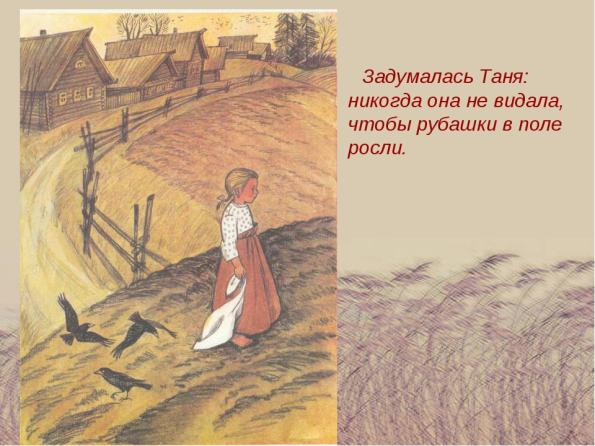 Задумалась Таня:
никогда она не видала,
чтобы рубашки в поле
росли.